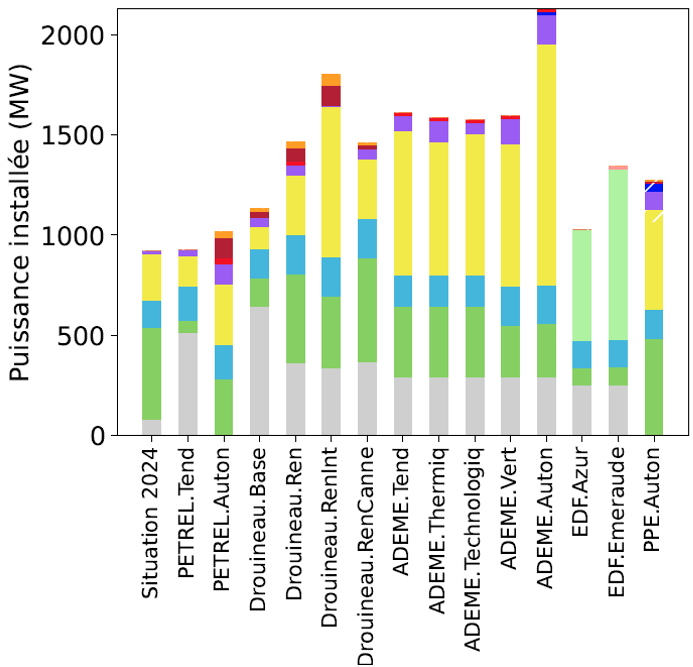 Puissance installée (MW)
2000
1500
1000
500
0
Situation 2024
PETREL.Tend
PETREL.Auton
Drouineau.Base
Drouineau.Ren
Drouineau.RenInt
Drouineau.RenCanne
ADEME.Tend
ADEME.Thermiq
ADEME.Technologiq
ADEME.Vert
ADEME.Auton
EDF.Azur
EDF.Emeraude
PPE.Auton